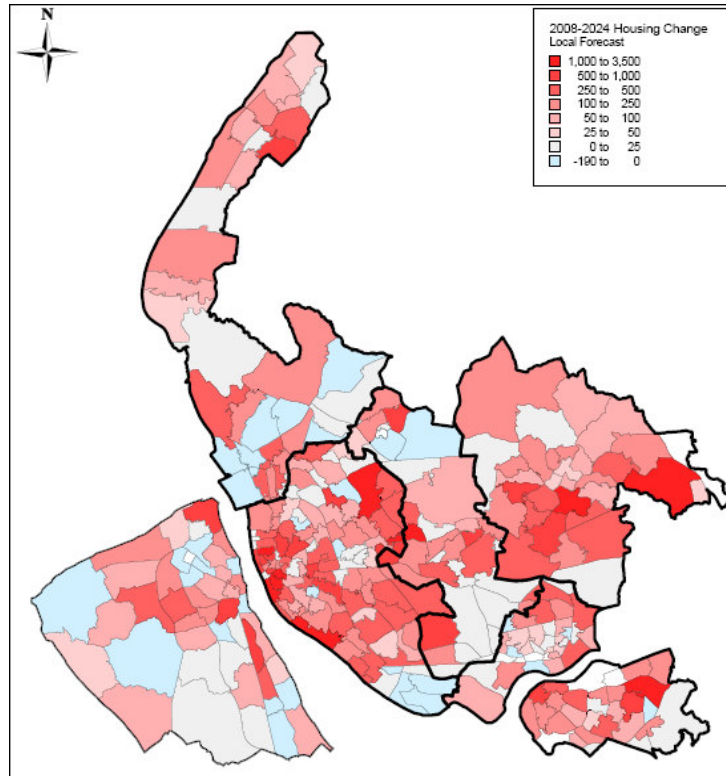 N
2008-2024 Housing Change
Local Forecast
1,000 to 3,500
500 to 1,000
250 to 500
100 to 250
50 to 100
25 to 50
0 to 25
-190 to 0